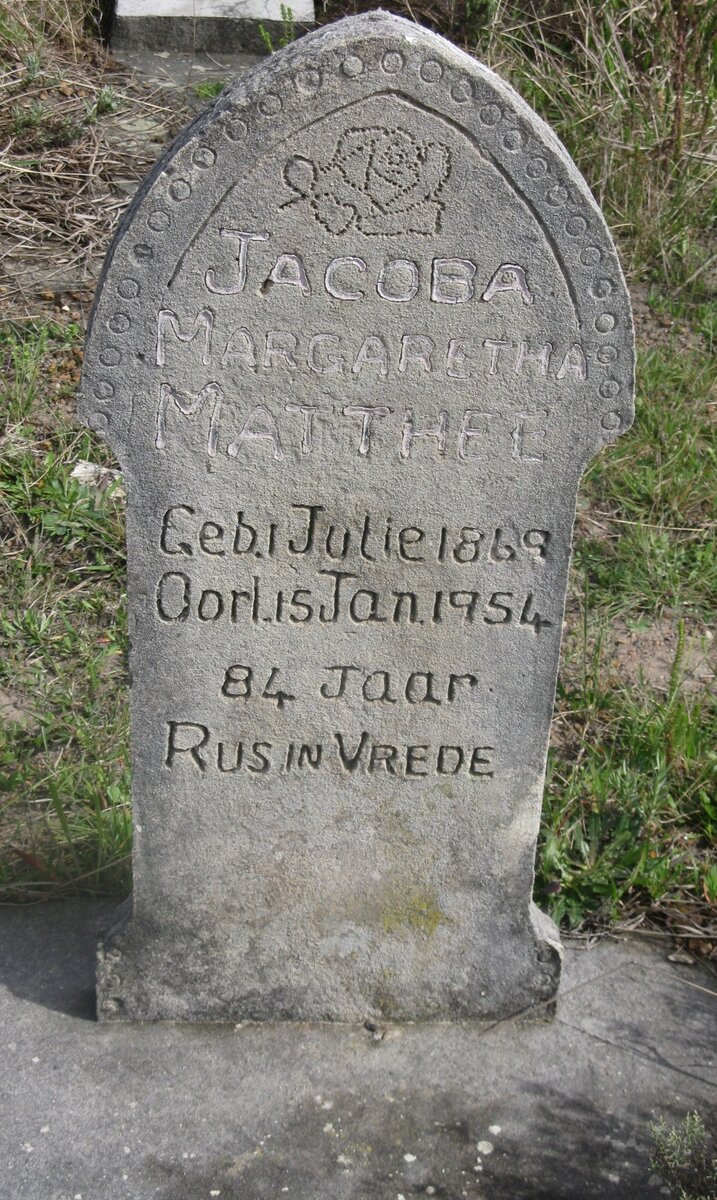 JACOBA
MARGARETHA
MATTHEE
Geb. 1 Julie 1869
Oorl. 15 Jan. 1954
84 Jaar
RUS IN VREDE